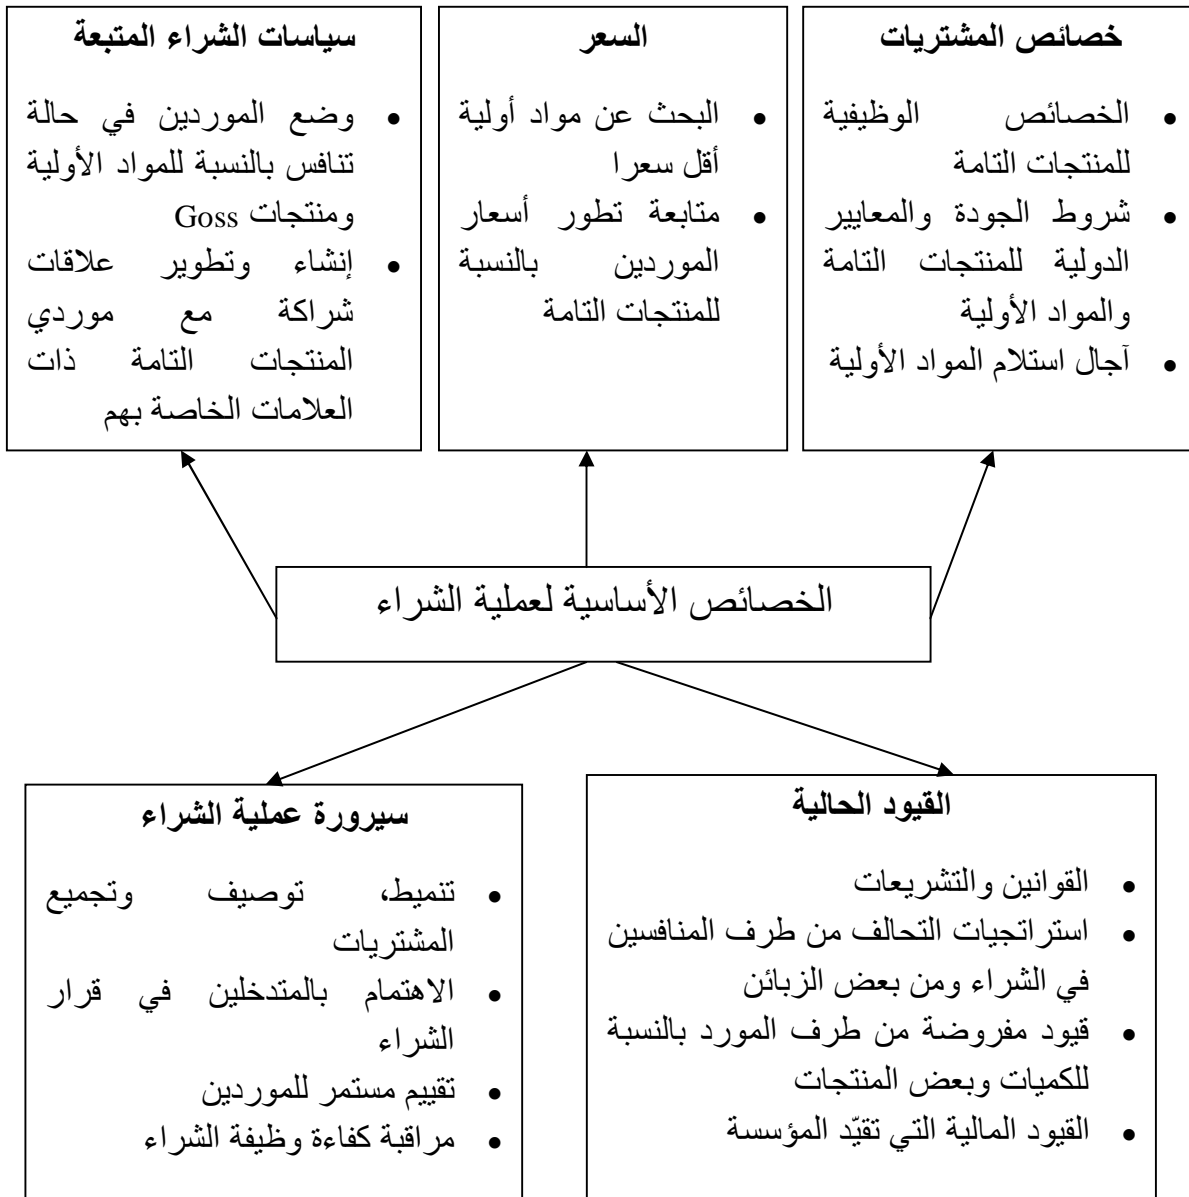 خصائص المشتريات
الخصائص الوظيفية
للمنتجات التامة
شروط الجودة والمعايير
الدولية للمنتجات التامة
والمواد الأولية
آجال استلام المواد الأولية
السعر
البحث عن مواد أولية
أقل سعرا
متابعة تطور أسعار
الموردين بالنسبة
للمنتجات التامة
سياسات الشراء المتبعة
وضع الموردين في حالة
تنافس بالنسبة للمواد الأولية
ومنتجات Goss
إنشاء وتطوير علاقات
شراكة مع موردي
المنتجات التامة ذات
العلامات الخاصة بهم
الخصائص الأساسية لعملية الشراء
القيود الحالية
القوانين والتشريعات
استراتجيات التحالف من طرف المنافسين
في الشراء ومن بعض الزبائن
قيود مفروضة من طرف المورد بالنسبة
للكميات وبعض المنتجات
القيود المالية التي تقيّد المؤسسة
سيرورة عملية الشراء
تنميط، توصيف وتجميع
المشتريات
الاهتمام بالمتدخلين في قرار
الشراء
تقييم مستمر للموردين
مراقبة كفاءة وظيفة الشراء